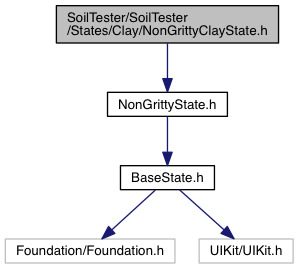 SoilTester/SoilTester
/States/Clay/NonGrittyClayState.h
NonGrittyState.h
BaseState.h
Foundation/Foundation.h
UIKit/UIKit.h